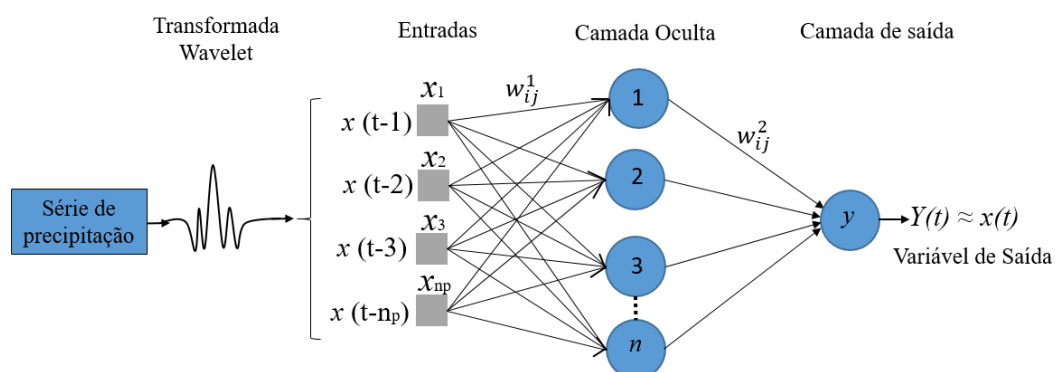 Transformada
Wavelet
Entradas
Camada Oculta
Camada de saída
Série de
precipitação
x₁
x (t-1)
x₂
x (t-2)
x₃
x (t-3)
xₙₚ
x (t-nₚ)
w¹ᵢⱼ
1
2
3
n
w²ᵢⱼ
y
Y(t) ≈ x(t)
Variável de Saída